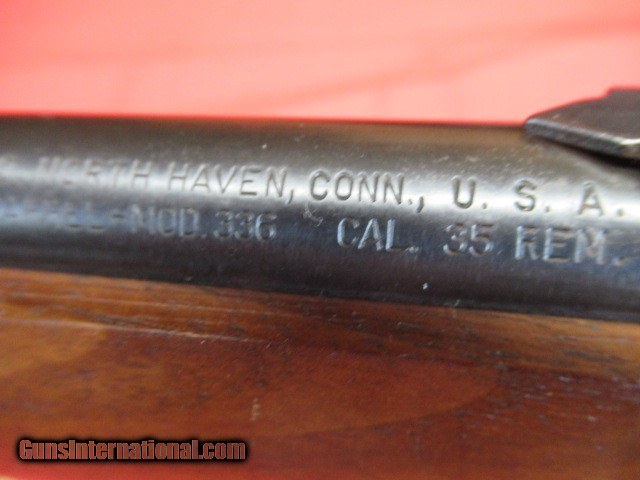 NORTH HAVEN, CONN., U. S. A.
MOD. 336 CAL. 35 REM.
GunsInternational.com